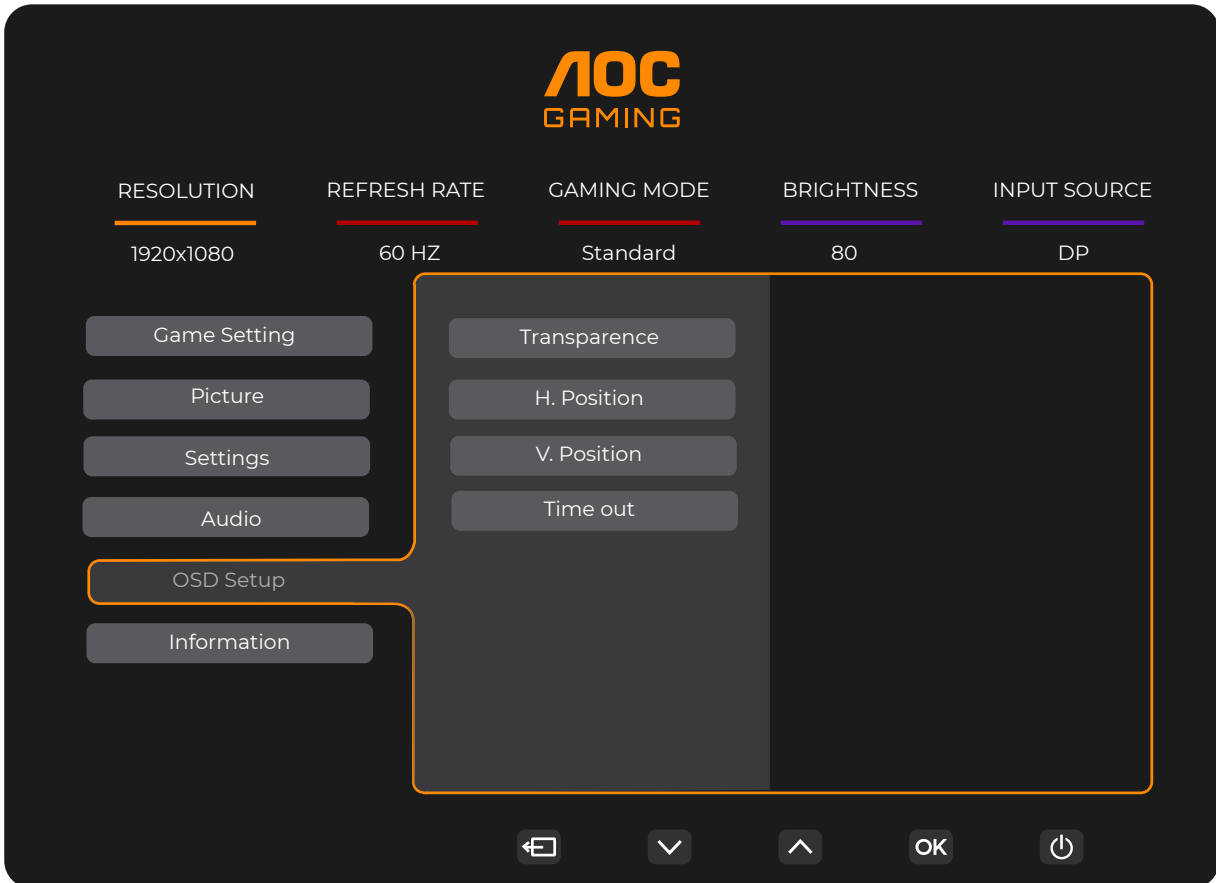 AOC
GAMING
RESOLUTION REFRESH RATE GAMING MODE BRIGHTNESS INPUT SOURCE
1920x1080 60 HZ Standard 80 DP
Game Setting
Picture
Settings
Audio
OSD Setup
Information
Transparence
H. Position
V. Position
Time out
OK